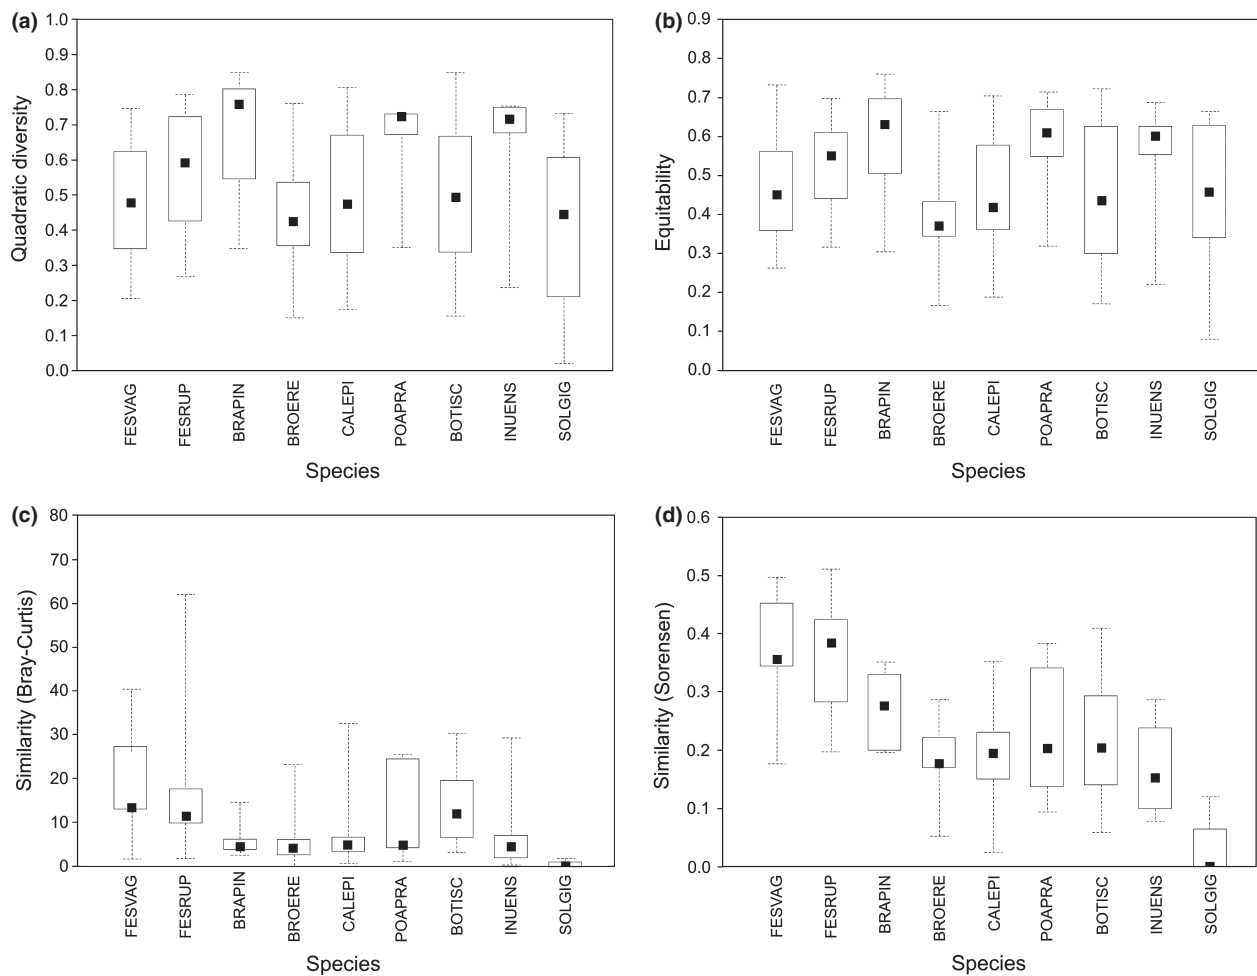 (a)
Quadratic diversity
1.0
0.9
0.8
0.7
0.6
0.5
0.4
0.3
0.2
0.1
0.0
FESVAG
FESRUP
BRAPIN
BROERE
CALEPI
POAPRA
BOTISC
INUENS
SOLGIG
Species
(b)
Equitability
0.9
0.8
0.7
0.6
0.5
0.4
0.3
0.2
0.1
0.0
FESVAG
FESRUP
BRAPIN
BROERE
CALEPI
POAPRA
BOTISC
INUENS
SOLGIG
Species
(c)
Similarity (Bray-Curtis)
80
70
60
50
40
30
20
10
0
FESVAG
FESRUP
BRAPIN
BROERE
CALEPI
POAPRA
BOTISC
INUENS
SOLGIG
Species
(d)
Similarity (Sorensen)
0.6
0.5
0.4
0.3
0.2
0.1
0.0
FESVAG
FESRUP
BRAPIN
BROERE
CALEPI
POAPRA
BOTISC
INUENS
SOLGIG
Species